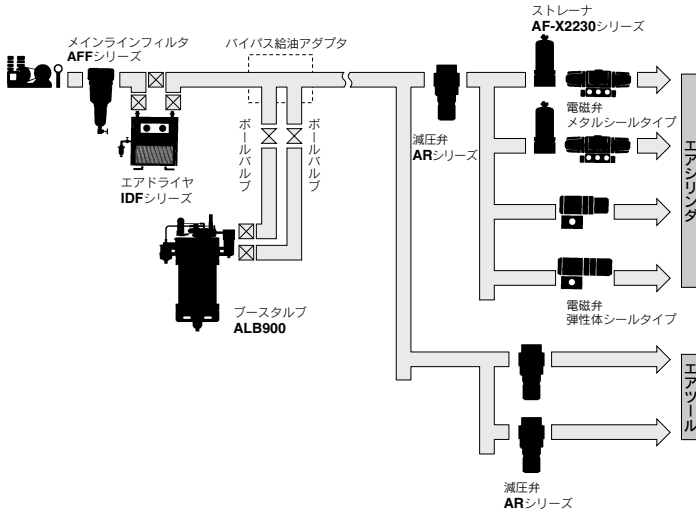 ストレーナ
AF-X2230シリーズ
メインラインフィルタ
AFFシリーズ
バイパス給油アダプタ
電磁弁
メタルシールタイプ
減圧弁
ARシリーズ
ボールバルブ
ボールバルブ
エアドライヤ
IDFシリーズ
エアシリンダ
ブースタルブ
ALB900
電磁弁
弾性体シールタイプ
エアツール
減圧弁
ARシリーズ